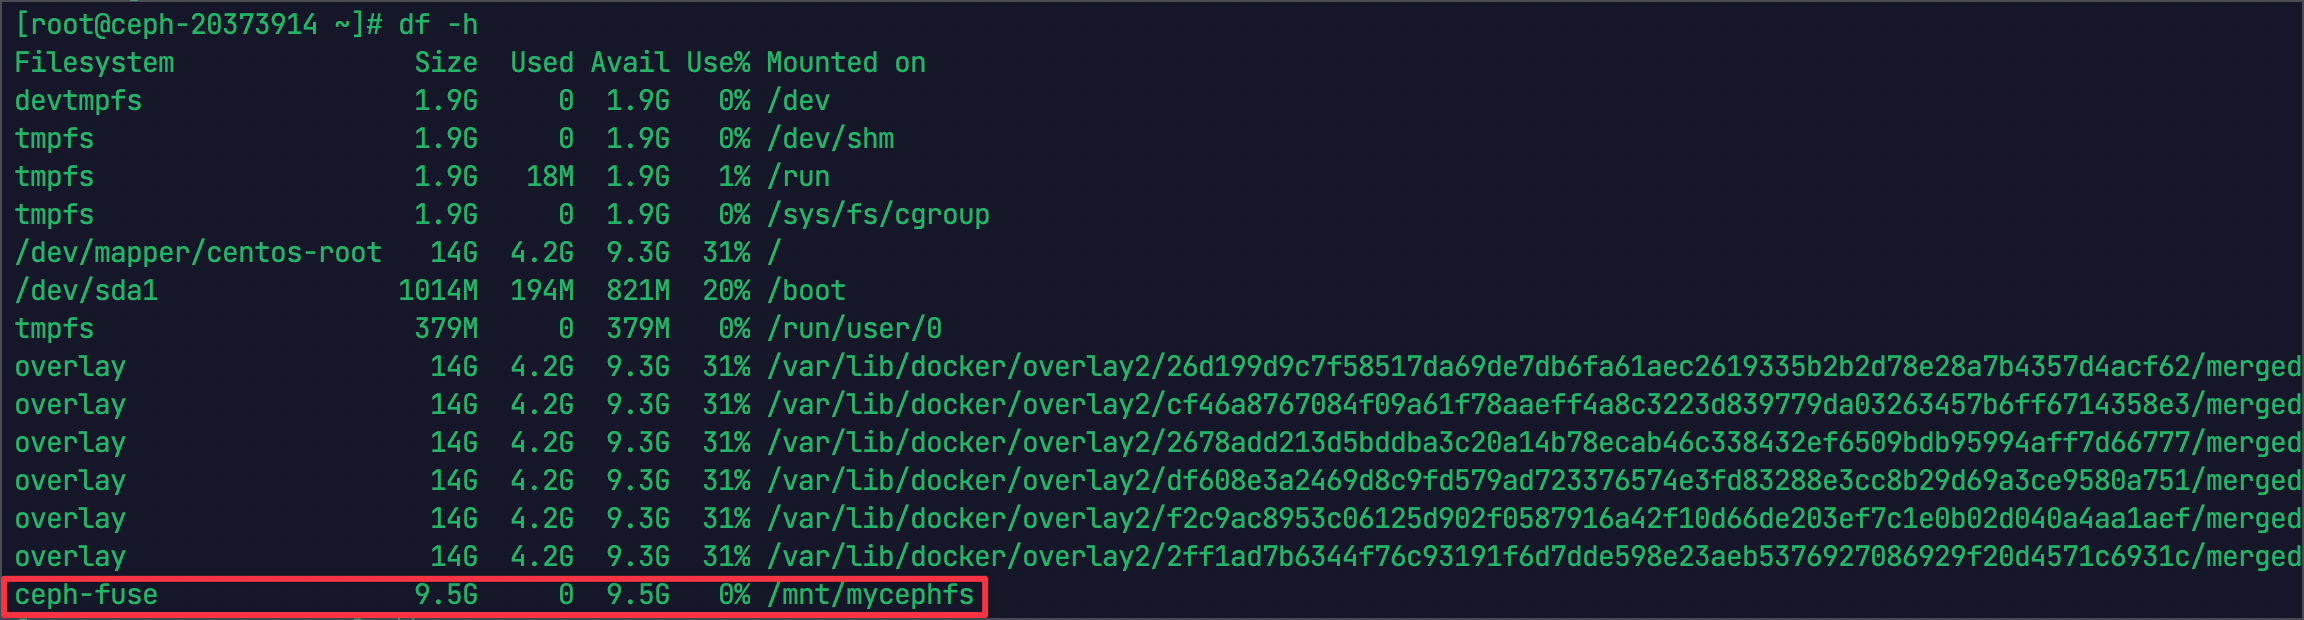 [root@ceph-20373914 ~]# df -h
Filesystem               Size  Used Avail Use% Mounted on
devtmpfs                 1.9G     0  1.9G   0% /dev
tmpfs                    1.9G     0  1.9G   0% /dev/shm
tmpfs                    1.9G   18M  1.9G   1% /run
tmpfs                    1.9G     0  1.9G   0% /sys/fs/cgroup
/dev/mapper/centos-root   14G  4.2G  9.3G  31% /
/dev/sda1               1014M  194M  821M  20% /boot
tmpfs                    379M     0  379M   0% /run/user/0
overlay                   14G  4.2G  9.3G  31% /var/lib/docker/overlay2/26d199d9c7f58517da69de7db6fa61aec2619335b2b2d78e28a7b4357d4acf62/merged
overlay                   14G  4.2G  9.3G  31% /var/lib/docker/overlay2/cf46a8767084f09a61f78aaeff4a8c3223d839779da03263457b6ff6714358e3/merged
overlay                   14G  4.2G  9.3G  31% /var/lib/docker/overlay2/2678add213d5bddba3c20a14b78ecab46c338432ef6509bdb95994aff7d66777/merged
overlay                   14G  4.2G  9.3G  31% /var/lib/docker/overlay2/df608e3a2469d8c9fd579ad723376574e3fd83288e3cc8b29d69a3ce9580a751/merged
overlay                   14G  4.2G  9.3G  31% /var/lib/docker/overlay2/f2c9ac8953c06125d902f0587916a42f10d66de203ef7c1e0b02d040a4aa1aef/merged
overlay                   14G  4.2G  9.3G  31% /var/lib/docker/overlay2/2ff1ad7b6344f76c93191f6d7dde598e23aeb5376927086929f20d4571c6931c/merged
ceph-fuse                9.5G     0  9.5G   0% /mnt/mycephfs